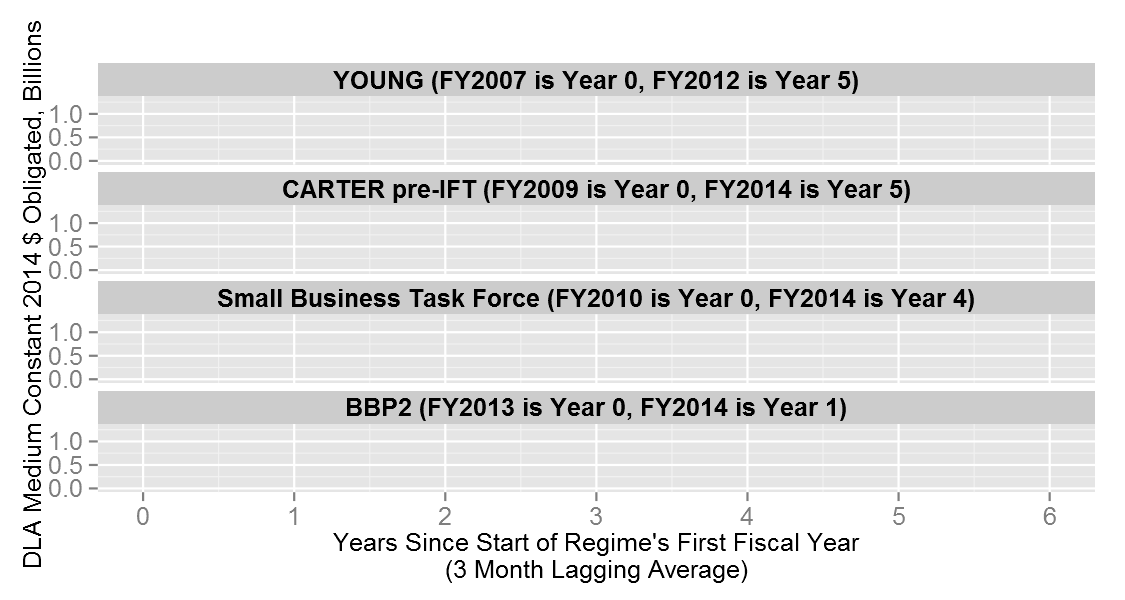 DLA Medium Constant 2014 $ Obligated, Billions
YOUNG (FY2007 is Year 0, FY2012 is Year 5)
1.0
0.5
0.0
CARTER pre-IFT (FY2009 is Year 0, FY2014 is Year 5)
1.0
0.5
0.0
Small Business Task Force (FY2010 is Year 0, FY2014 is Year 4)
1.0
0.5
0.0
BBP2 (FY2013 is Year 0, FY2014 is Year 1)
1.0
0.5
0.0
0 1 2 3 4 5 6
Years Since Start of Regime's First Fiscal Year
(3 Month Lagging Average)